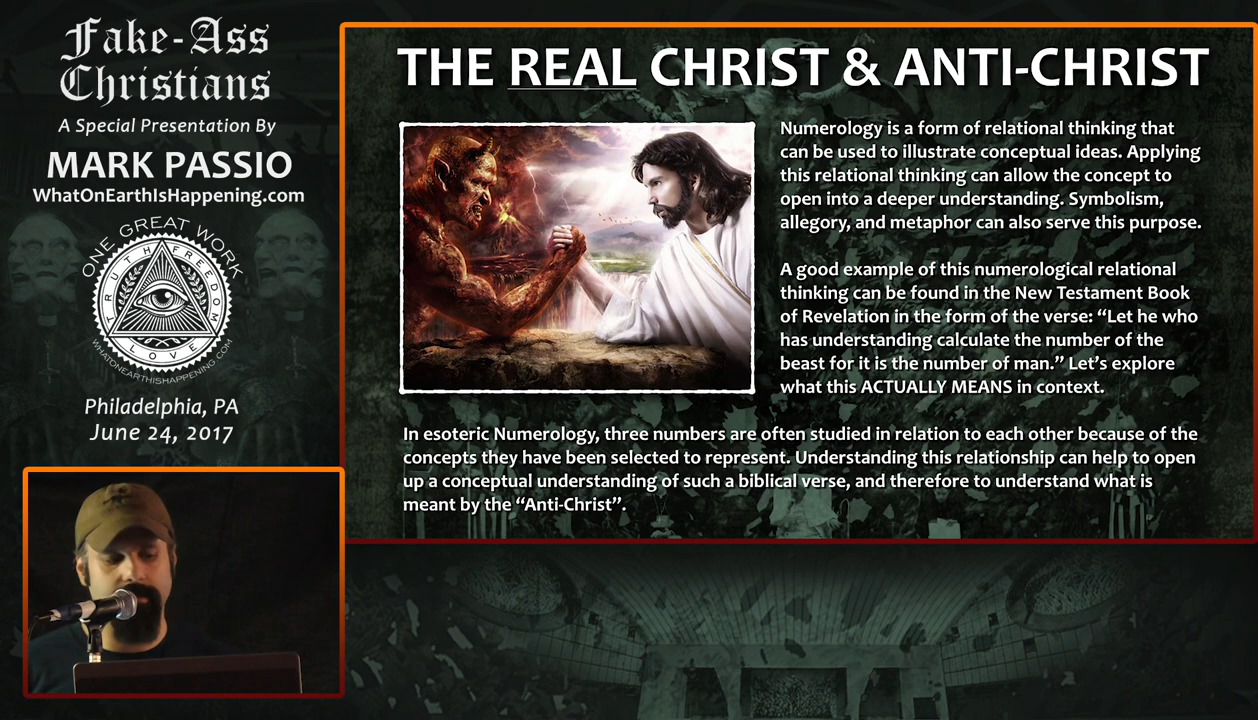 Fake-Ass
Christians
A Special Presentation By
MARK PASSIO
WhatOnEarthIsHappening.com
ONE GREAT WORK
TRUTH FREEDOM LOVE
WHATONEARTHISHAPPENING.COM
Philadelphia, PA
June 24, 2017
THE REAL CHRIST & ANTI-CHRIST
Numerology is a form of relational thinking that
can be used to illustrate conceptual ideas. Applying
this relational thinking can allow the concept to
open into a deeper understanding. Symbolism,
allegory, and metaphor can also serve this purpose.
A good example of this numerological relational
thinking can be found in the New Testament Book
of Revelation in the form of the verse: “Let he who
has understanding calculate the number of the
beast for it is the number of man.” Let’s explore
what this ACTUALLY MEANS in context.
In esoteric Numerology, three numbers are often studied in relation to each other because of the
concepts they have been selected to represent. Understanding this relationship can help to open
up a conceptual understanding of such a biblical verse, and therefore to understand what is
meant by the “Anti-Christ”.